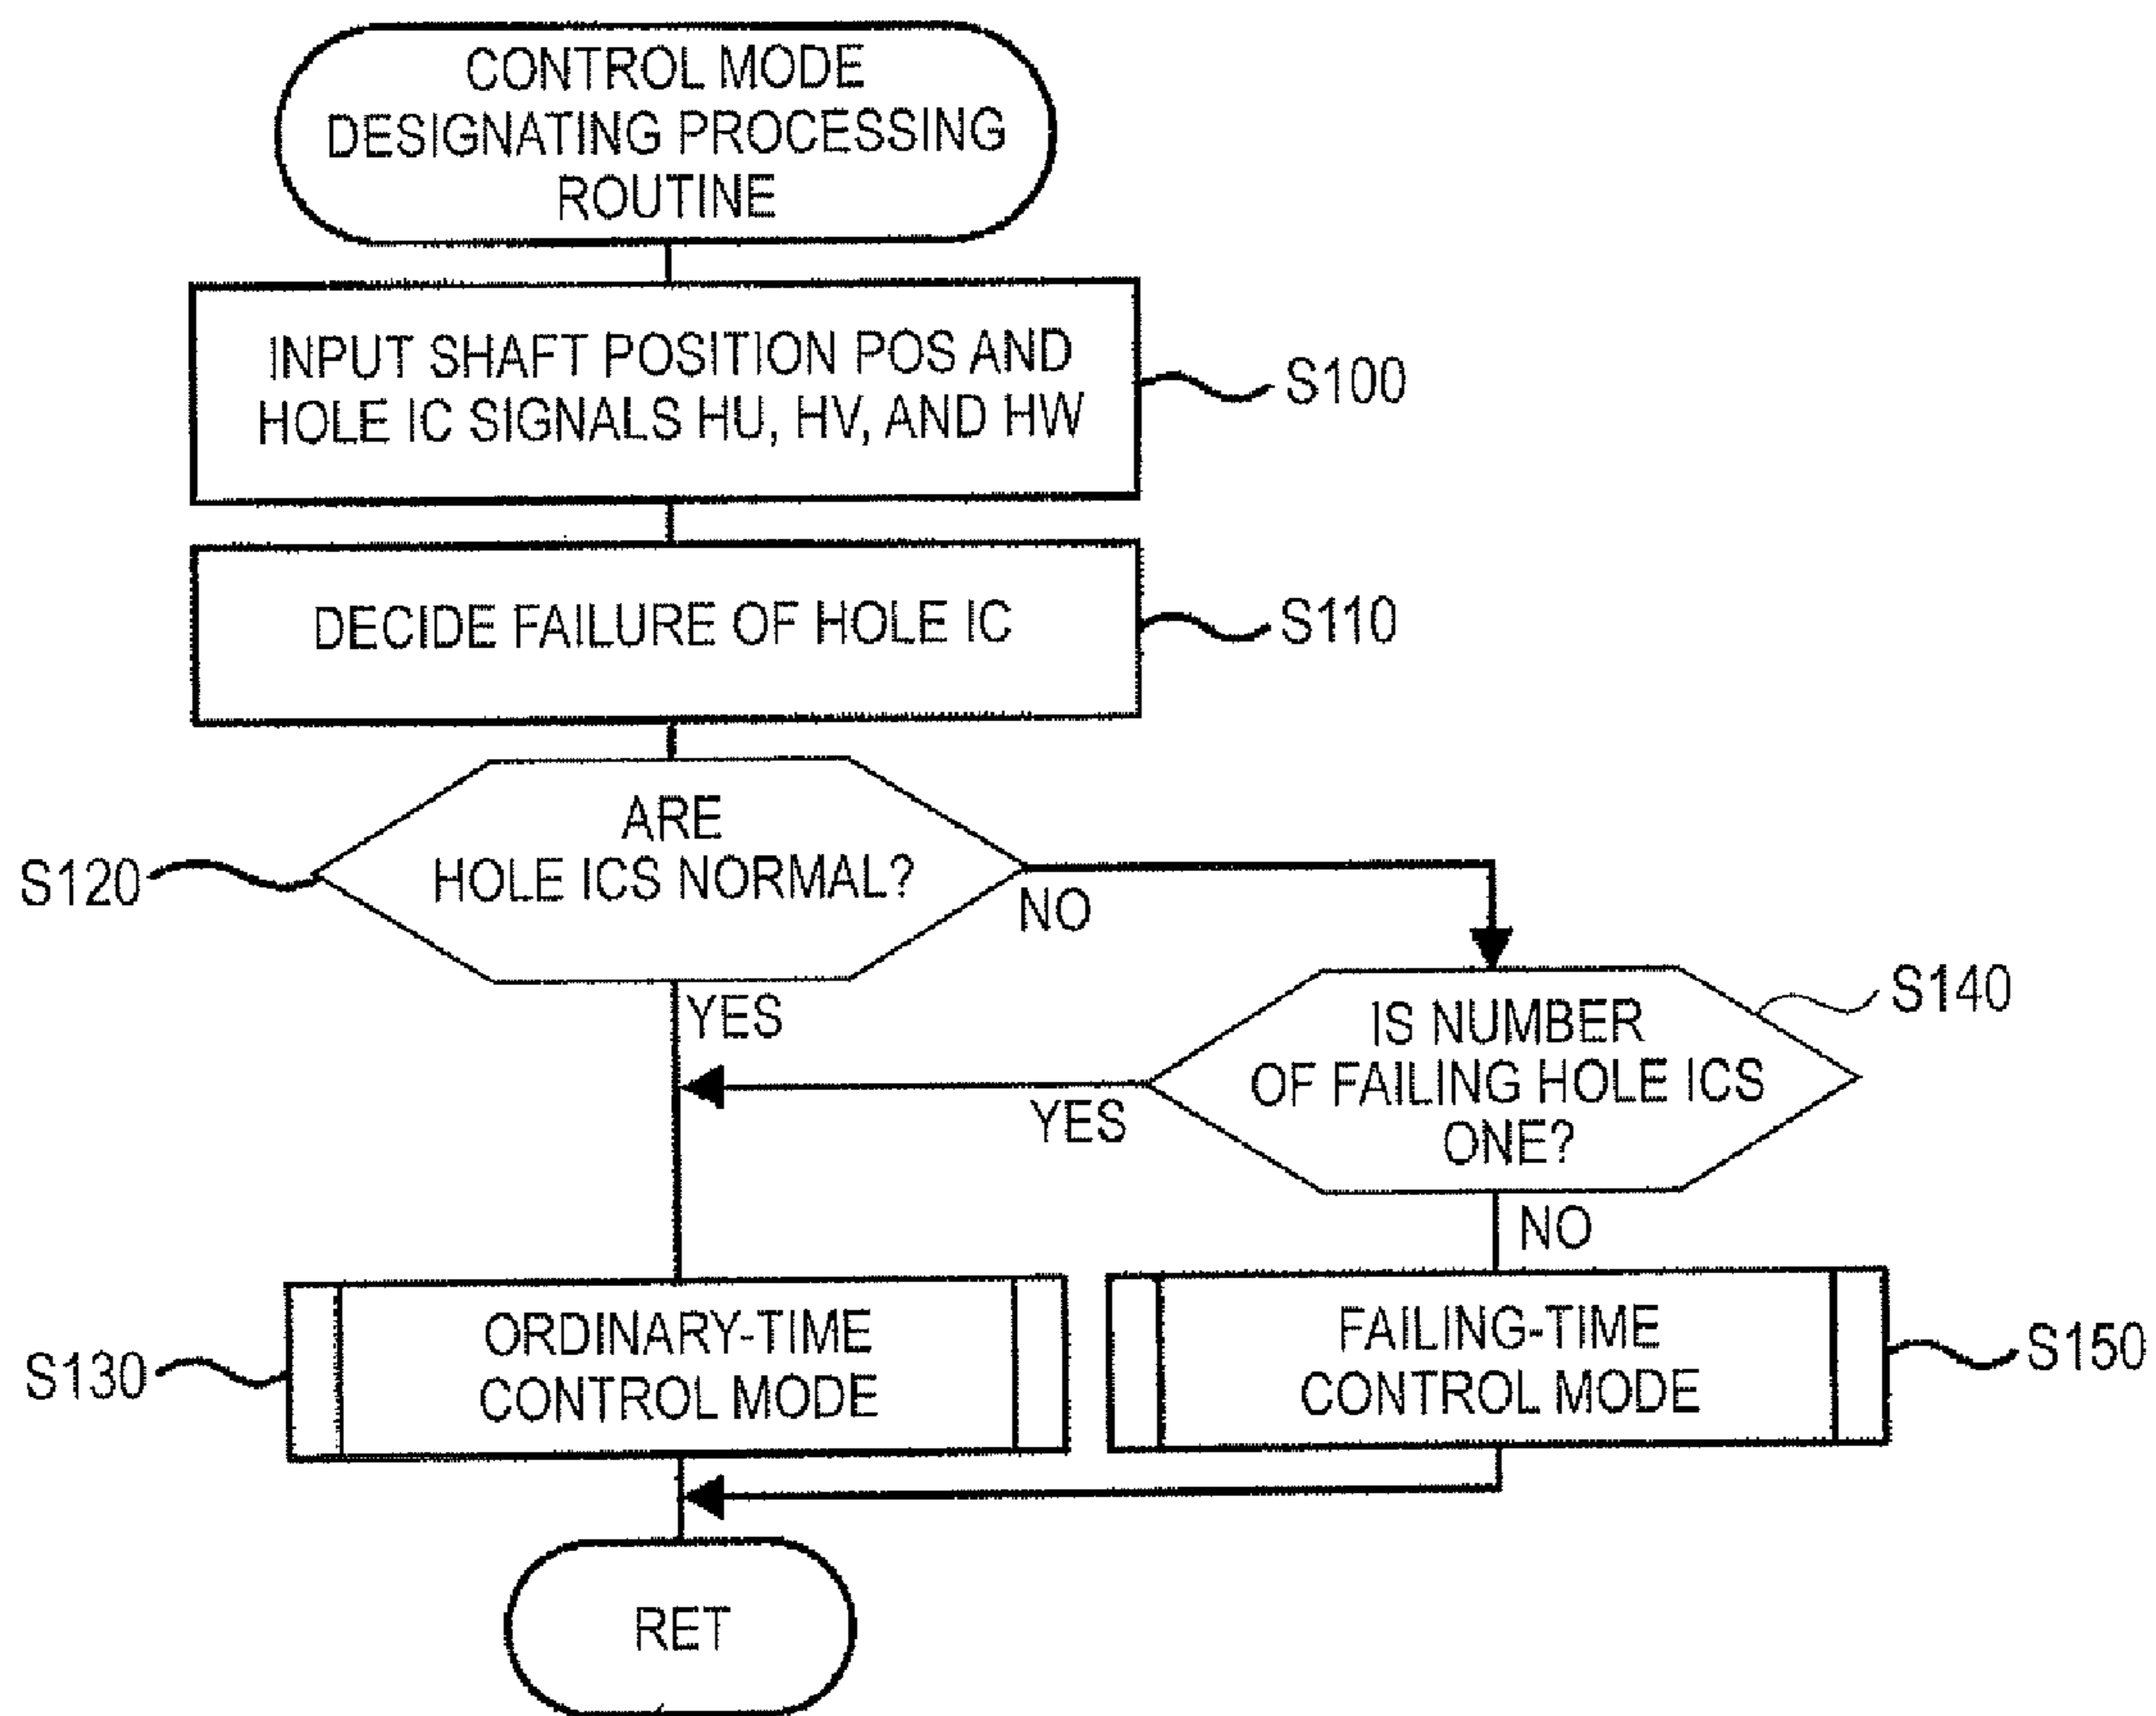 CONTROL MODE
DESIGNATING PROCESSING
ROUTINE
INPUT SHAFT POSITION POS AND
HOLE IC SIGNALS HU, HV, AND HW
S100
DECIDE FAILURE OF HOLE IC
S110
ARE
HOLE ICS NORMAL?
S120
NO
YES
IS NUMBER
OF FAILING HOLE ICS
ONE?
S140
YES
NO
ORDINARY-TIME
CONTROL MODE
S130
FAILING-TIME
CONTROL MODE
S150
RET